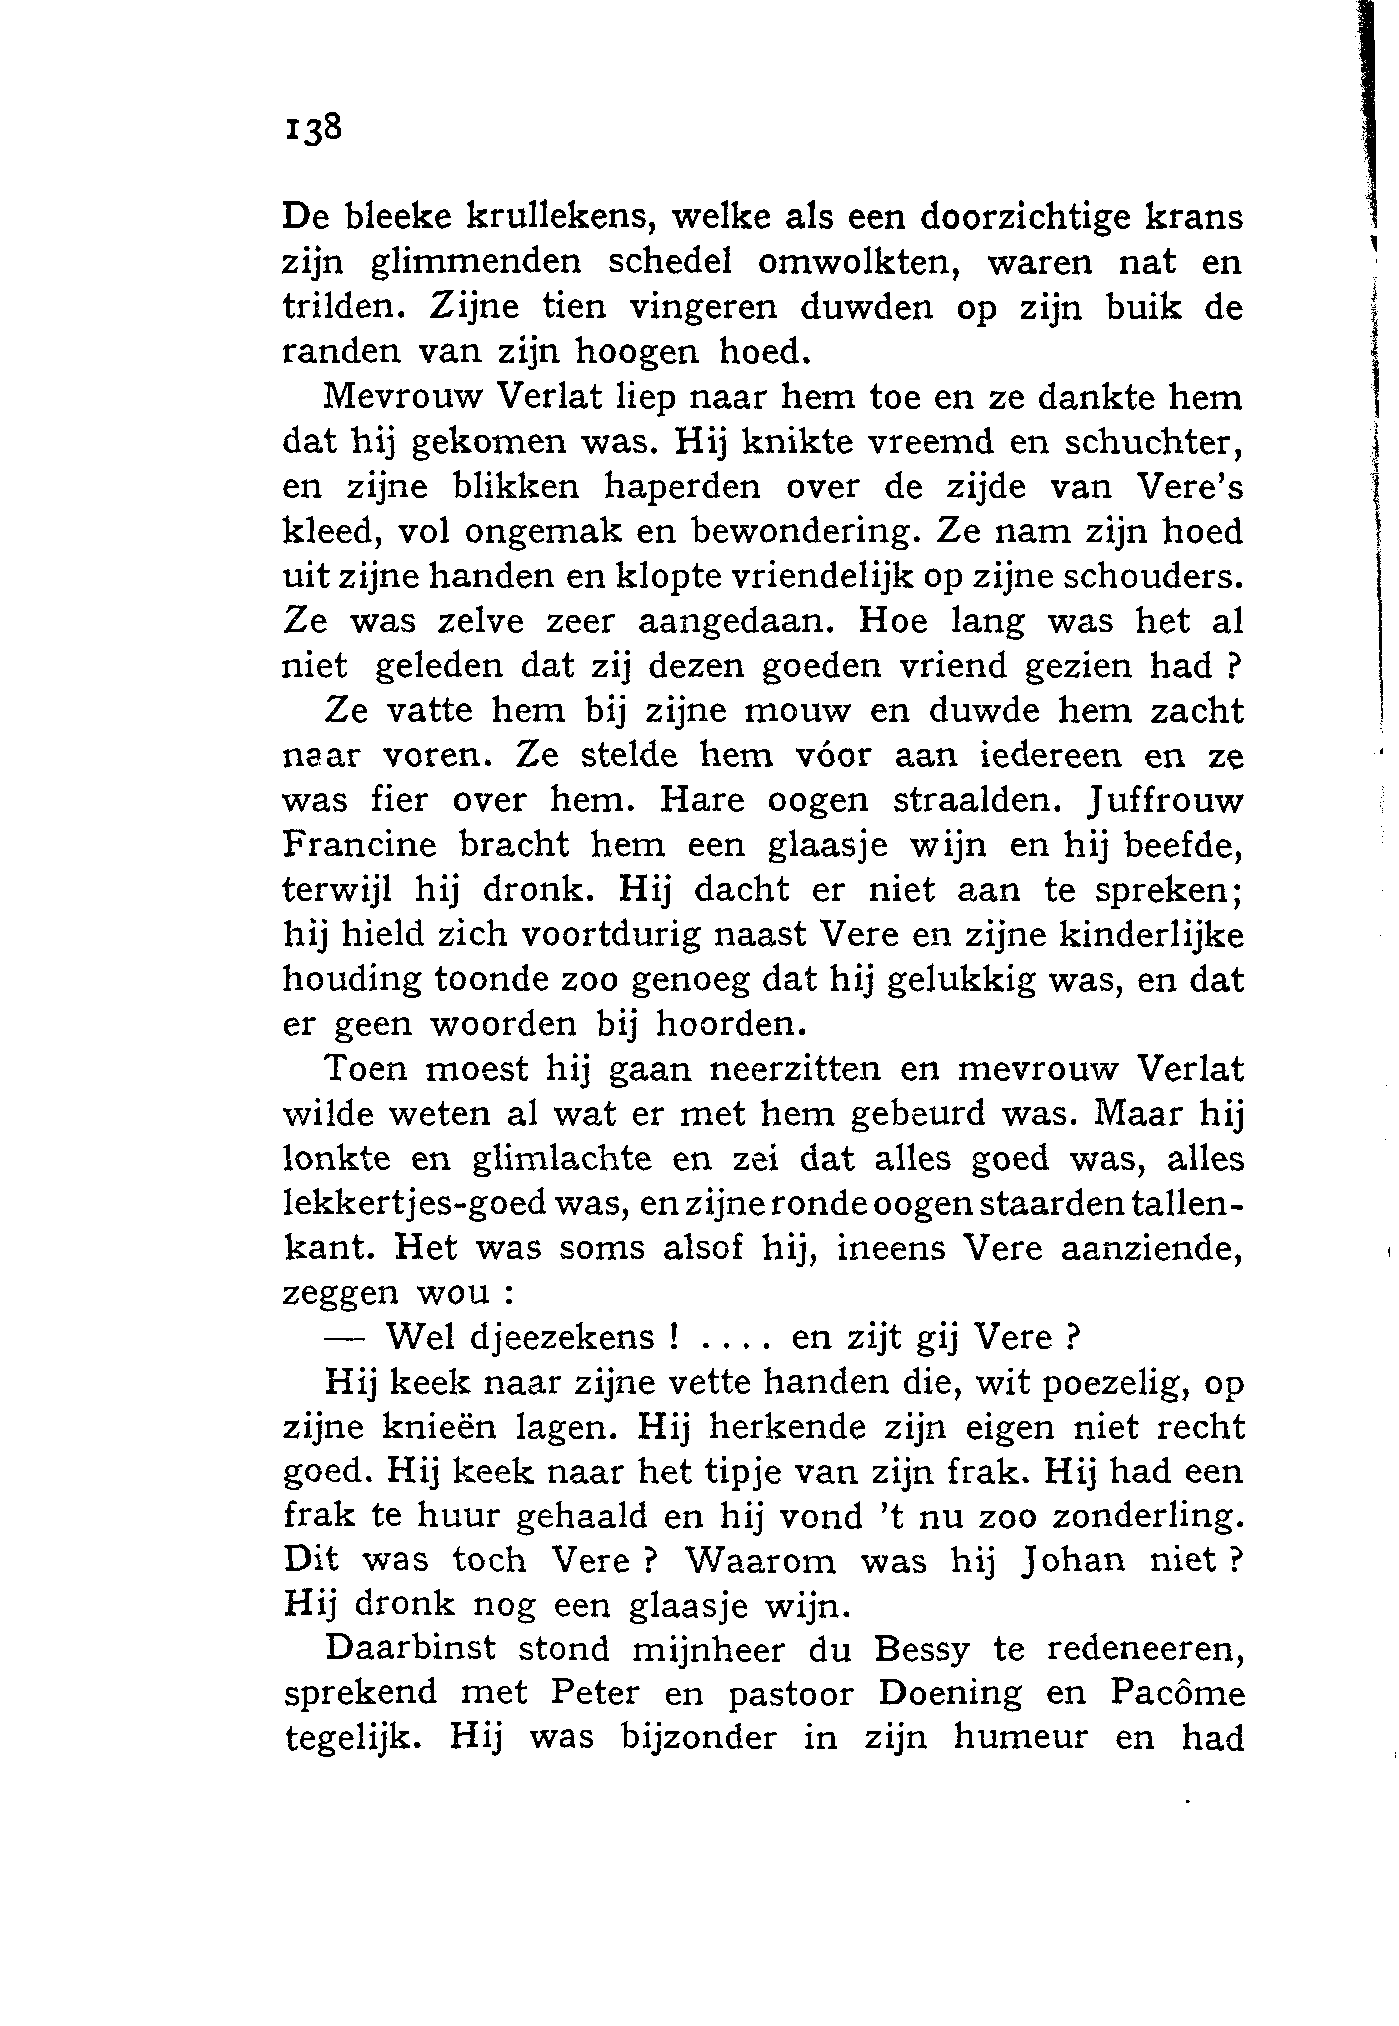 138
De bleeke krullekens, welke als een doorzichtige krans
zijn glimmenden schedel omwolkten, waren nat en
trilden. Zijne tien vingeren duwden op zijn buik de
randen van zijn hoogen hoed.
Mevrouw Verlat liep naar hem toe en ze dankte hem
dat hij gekomen was. Hij knikte vreemd en schuchter,
en zijne blikken haperden over de zijde van Vere's
kleed, vol ongemak en bewondering. Ze nam zijn hoed
uit zijne handen en klopte vriendelijk op zijne schouders.
Ze was zelve zeer aangedaan. Hoe lang was het al
niet geleden dat zij dezen goeden vriend gezien had ?
Ze vatte hem bij zijne mouw en duwde hem zacht
naar voren. Ze stelde hem vóor aan iedereen en ze
was fier over hem. Hare oogen straalden. Juffrouw
Francine bracht hem een glaasje wijn en hij beefde,
terwijl hij dronk. Hij dacht er niet aan te spreken;
hij hield zich voortdurig naast Vere en zijne kinderlijke
houding toonde zoo genoeg dat hij gelukkig was, en dat
er geen woorden bij hoorden.
Toen moest hij gaan neerzitten en mevrouw Verlat
wilde weten al wat er met hem gebeurd was. Maar hij
lonkte en glimlachte en zei dat alles goed was, alles
lekkertjes-goed was, en zijne ronde oogen staarden tallen-
kant. Het was soms alsof hij, ineens Vere aanziende,
zeggen wou :
— Wel djeezekens ! .... en zijt gij Vere ?
Hij keek naar zijne vette handen die, wit poezelig, op
zijne knieën lagen. Hij herkende zijn eigen niet recht
goed. Hij keek naar het tipje van zijn frak. Hij had een
frak te huur gehaald en hij vond 't nu zoo zonderling.
Dit was toch Vere ? Waarom was hij Johan niet ?
Hij dronk nog een glaasje wijn.
Daarbinst stond mijnheer du Bessy te redeneeren,
sprekend met Peter en pastoor Doening en Pacôme
tegelijk. Hij was bijzonder in zijn humeur en had